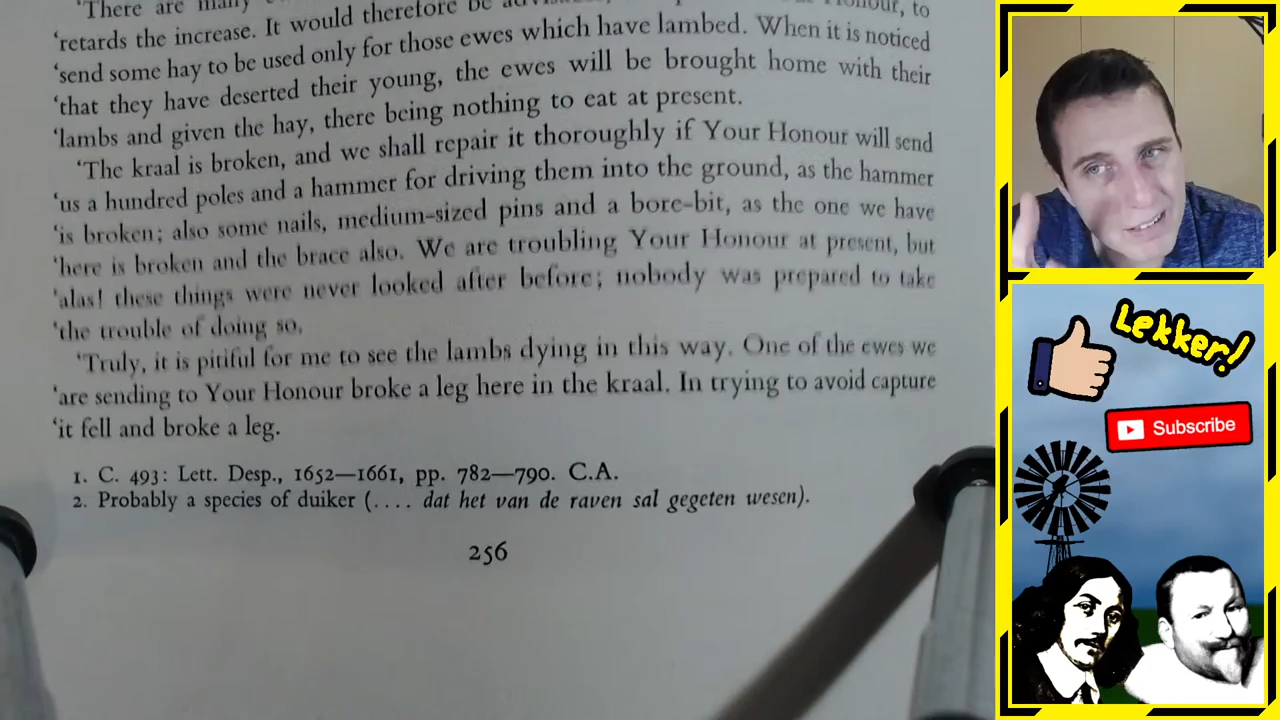 'There are many
'retards the increase. It would therefore be Honour, to
'send some hay to be used only for those ewes which have lambed. When it is noticed
'that they have deserted their young, the ewes will be brought home with their
'lambs and given the hay, there being nothing to eat at present.
'The kraal is broken, and we shall repair it thoroughly if Your Honour will send
'us a hundred poles and a hammer for driving them into the ground, as the hammer
'is broken; also some nails, medium-sized pins and a bore-bit, as the one we have
'here is broken and the brace also. We are troubling Your Honour at present, but
'alas! these things were never looked after before; nobody was prepared to take
'the trouble of doing so.
'Truly, it is pitiful for me to see the lambs dying in this way. One of the ewes we
'are sending to Your Honour broke a leg here in the kraal. In trying to avoid capture
'it fell and broke a leg.
1. C. 493: Lett. Desp., 1652—1661, pp. 782—790. C.A.
2. Probably a species of duiker (.... dat het van de raven sal gegeten wesen).
256
Lekker!
Subscribe